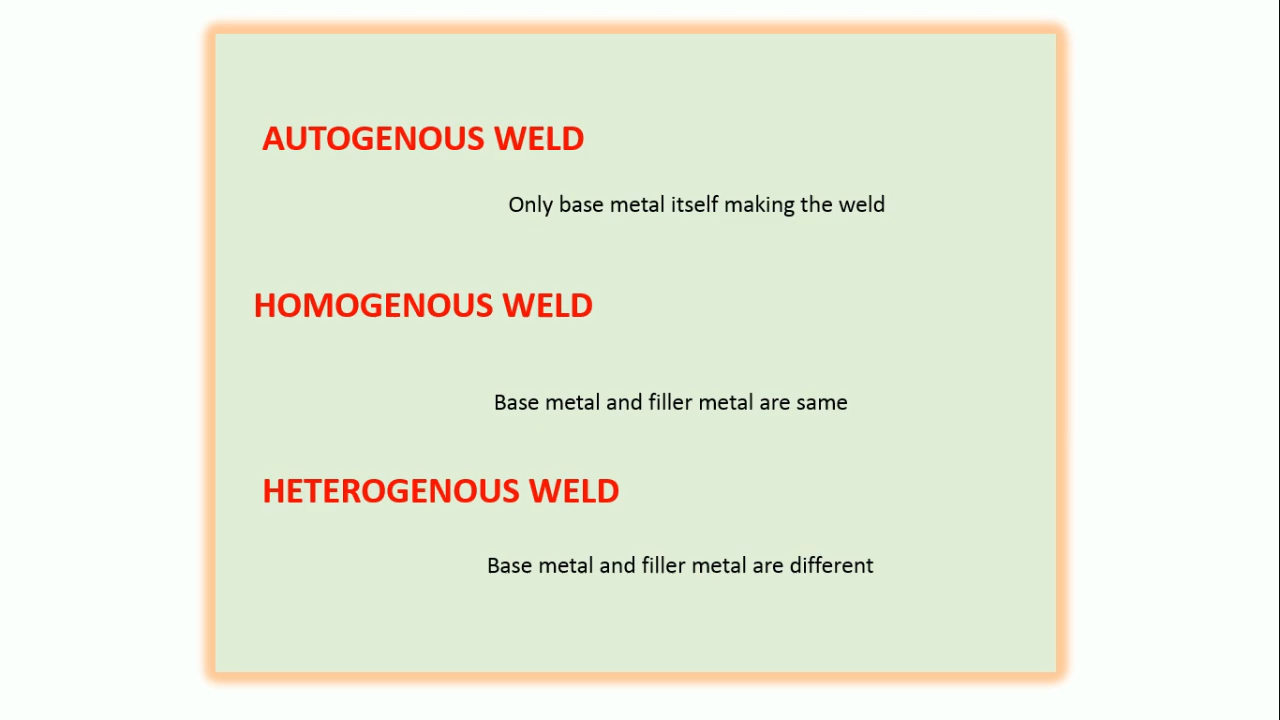 AUTOGENOUS WELD
Only base metal itself making the weld
HOMOGENOUS WELD
Base metal and filler metal are same
HETEROGENOUS WELD
Base metal and filler metal are different